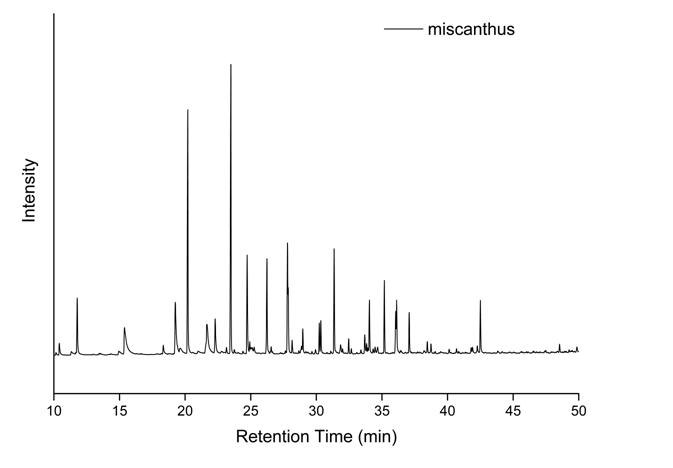 miscanthus
Intensity
10 15 20 25 30 35 40 45 50
Retention Time (min)